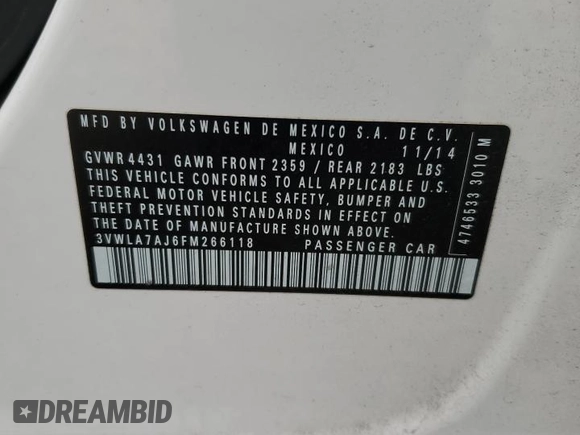 MFD BY VOLKSWAGEN DE MEXICO S.A. DE C.V.
MEXICO 11/14
GVWR 4431 GAWR FRONT 2359 / REAR 2183 LBS
THIS VEHICLE CONFORMS TO ALL APPLICABLE U.S.
FEDERAL MOTOR VEHICLE SAFETY, BUMPER AND
THEFT PREVENTION STANDARDS IN EFFECT ON
THE DATE OF MANUFACTURE SHOWN ABOVE.
3VWLA7AJ6FM266118 PASSENGER CAR
4746533 3010 M
DREAMBID